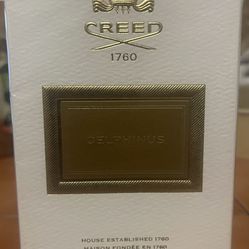 CREED
1760
DELPHINUS
HOUSE ESTABLISHED 1760
MAISON FONDÉE EN 1760